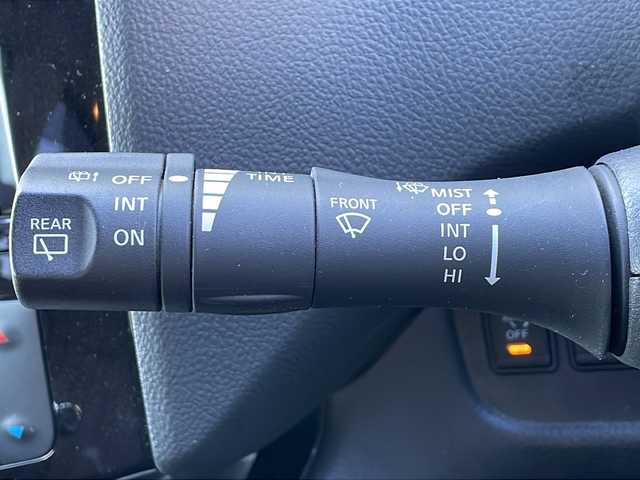 OFF
INT
ON
REAR
TIME
FRONT
MIST
OFF
INT
LO
HI
OFF